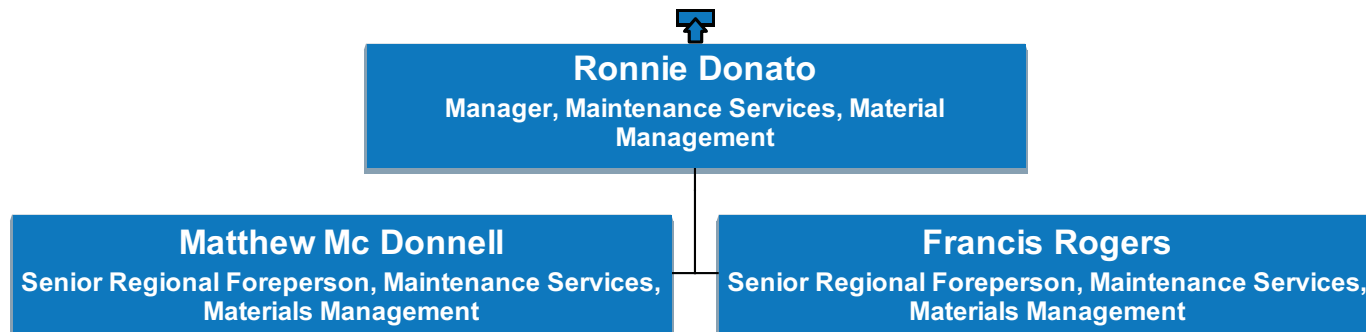 Ronnie Donato
Manager, Maintenance Services, Material
Management
Matthew Mc Donnell
Senior Regional Foreperson, Maintenance Services,
Materials Management
Francis Rogers
Senior Regional Foreperson, Maintenance Services,
Materials Management